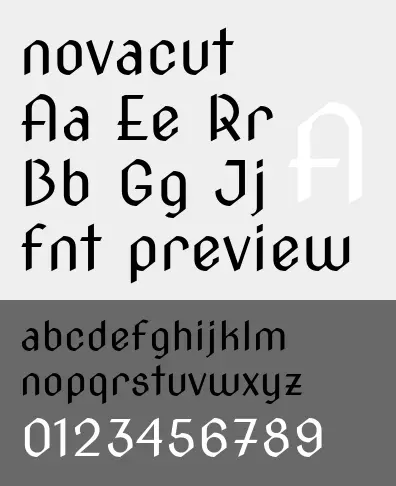 novacut
Aa Ee Rr
A
Bb Gg Jj
fnt preview
abcdefghijklm
nopqrstuvwxyz
0123456789